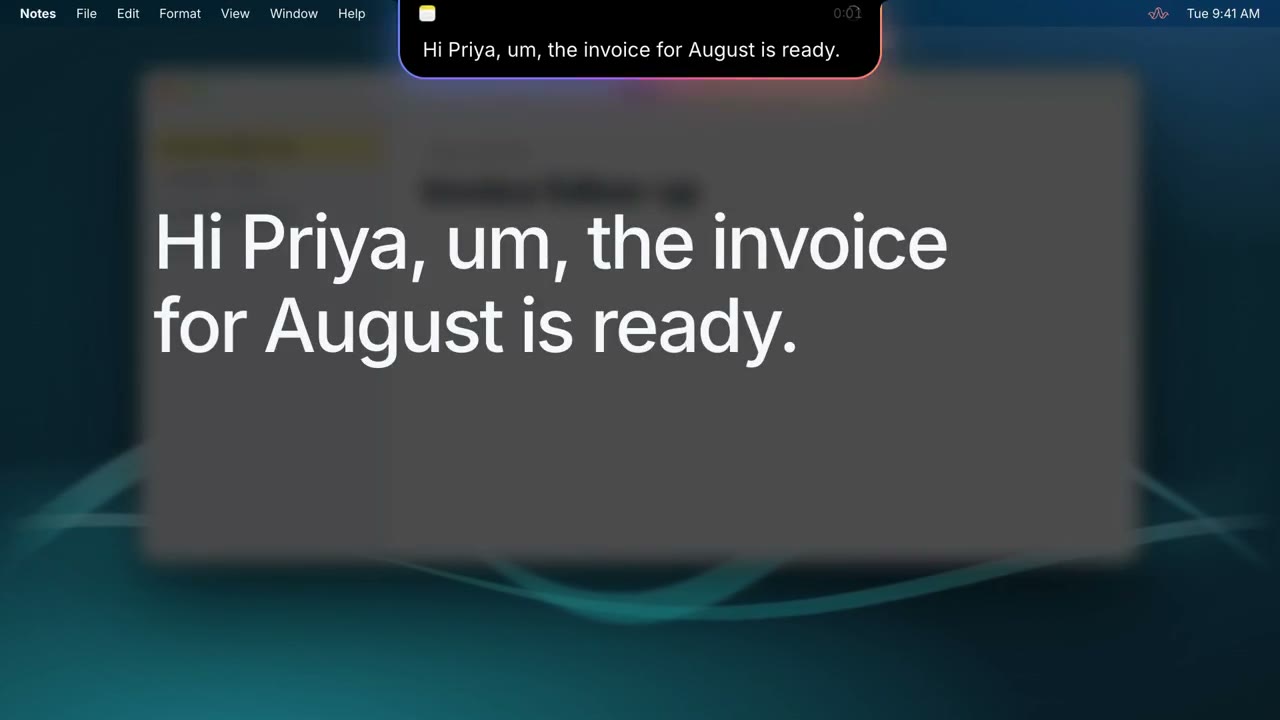 Notes File Edit Format View Window Help
0:01
Tue 9:41 AM
Hi Priya, um, the invoice for August is ready.
Hi Priya, um, the invoice
for August is ready.